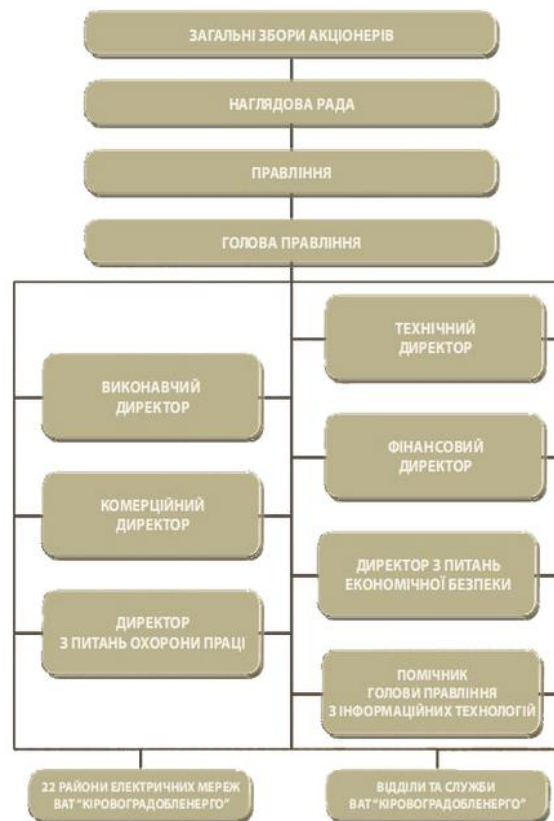 ЗАГАЛЬНІ ЗБОРИ АКЦІОНЕРІВ
НАГЛЯДОВА РАДА
ПРАВЛІННЯ
ГОЛОВА ПРАВЛІННЯ
ТЕХНІЧНИЙ
ДИРЕКТОР
ВИКОНАВЧИЙ
ДИРЕКТОР
ФІНАНСОВИЙ
ДИРЕКТОР
КОМЕРЦІЙНИЙ
ДИРЕКТОР
ДИРЕКТОР З ПИТАНЬ
ЕКОНОМІЧНОЇ БЕЗПЕКИ
ДИРЕКТОР
З ПИТАНЬ ОХОРОНИ ПРАЦІ
ПОМІЧНИК
ГОЛОВИ ПРАВЛІННЯ
З ІНФОРМАЦІЙНИХ ТЕХНОЛОГІЙ
22 РАЙОНИ ЕЛЕКТРИЧНИХ МЕРЕЖ
ВАТ "КІРОВОГРАДОБЛЕНЕРГО"
ВІДДІЛИ ТА СЛУЖБИ
ВАТ "КІРОВОГРАДОБЛЕНЕРГО"